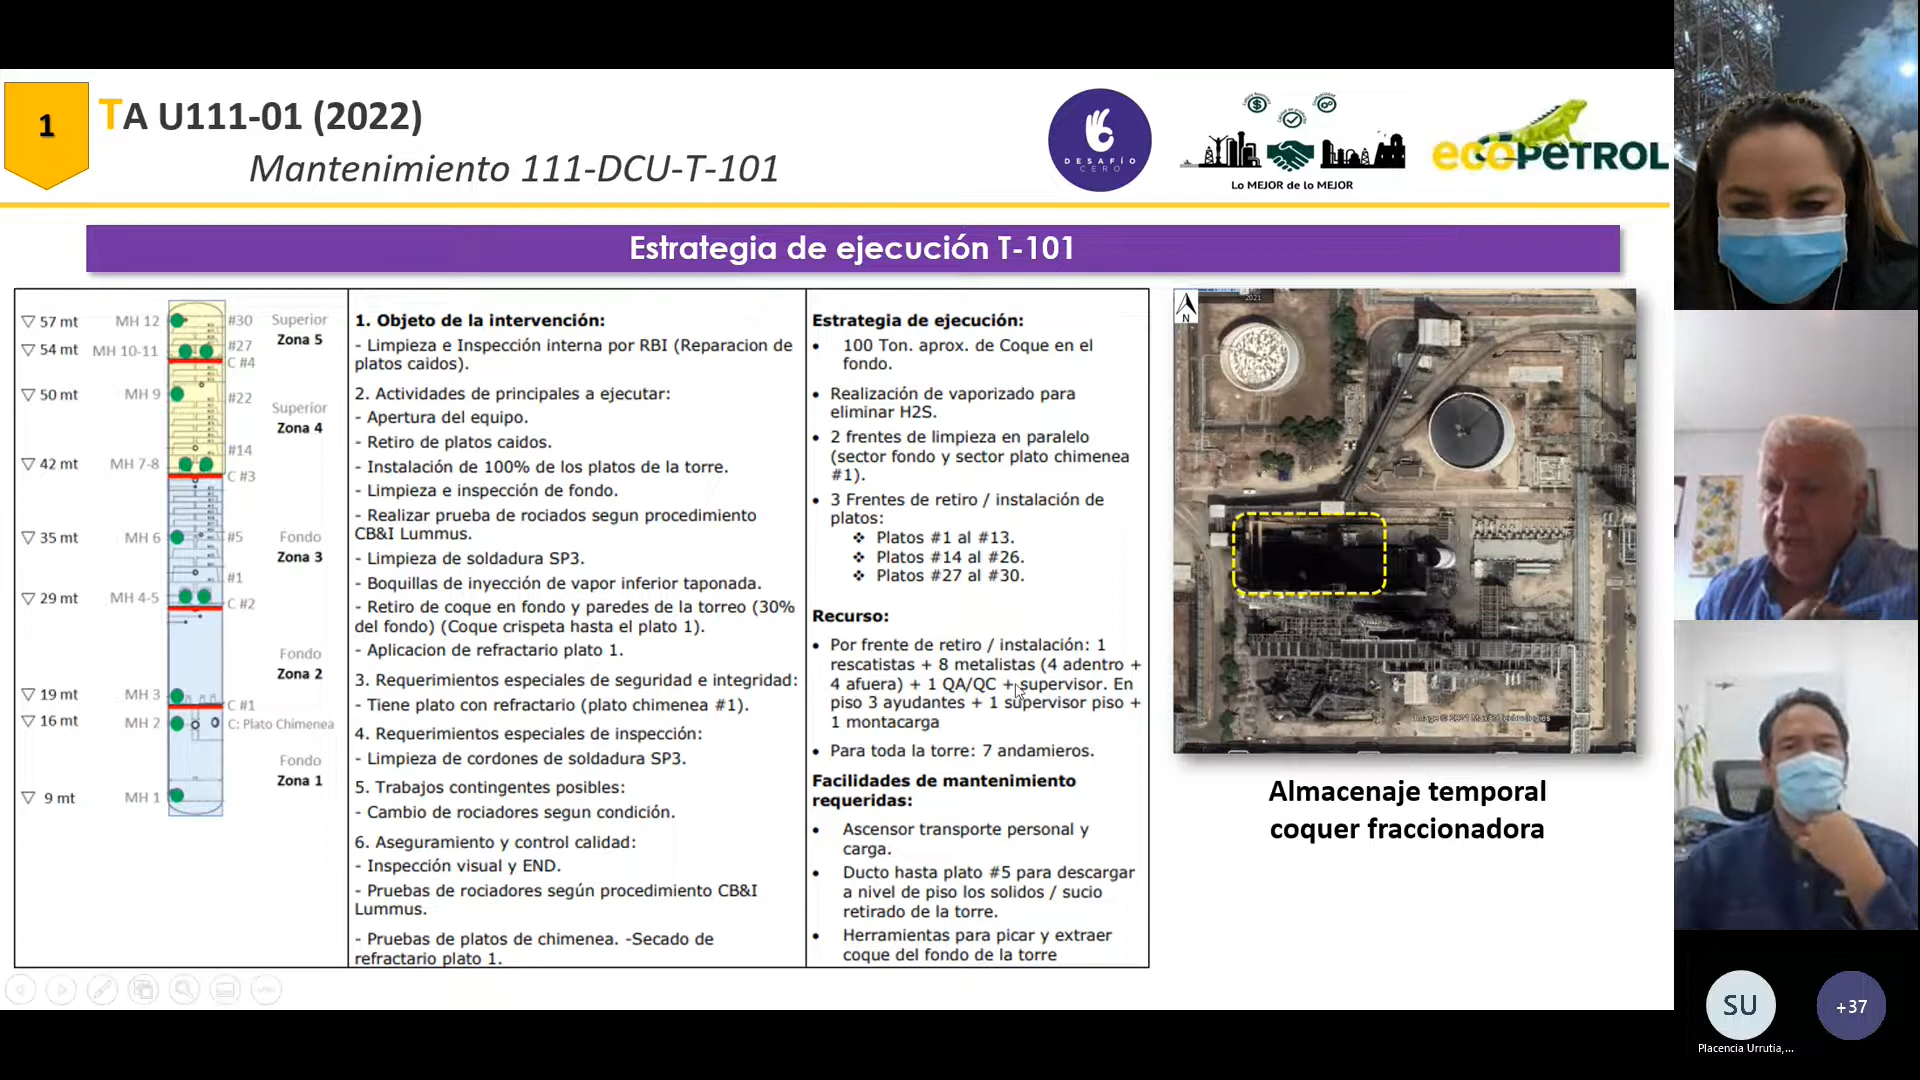 1
TA U111-01 (2022)
Mantenimiento 111-DCU-T-101
DESAFÍO
CERO
Lo MEJOR de lo MEJOR
ecopetrol
Estrategia de ejecución T-101
57 mt MH 12 #30 Superior
Zona 5
54 mt MH 10-11 #27
C #4
50 mt MH 9 #22
Superior
Zona 4
#14
42 mt MH 7-8
C #3
35 mt MH 6 #5 Fondo
Zona 3
#1
29 mt MH 4-5 C #2
Fondo
Zona 2
19 mt MH 3
C #1
16 mt MH 2 C: Plato Chimenea
Fondo
Zona 1
9 mt MH 1
1. Objeto de la intervención:
- Limpieza e Inspección interna por RBI (Reparacion de
platos caidos).
2. Actividades de principales a ejecutar:
- Apertura del equipo.
- Retiro de platos caidos.
- Instalación de 100% de los platos de la torre.
- Limpieza e inspección de fondo.
- Realizar prueba de rociados segun procedimiento
CB&I Lummus.
- Limpieza de soldadura SP3.
- Boquillas de inyección de vapor inferior taponada.
- Retiro de coque en fondo y paredes de la torreo (30%
del fondo) (Coque crispeta hasta el plato 1).
- Aplicacion de refractario plato 1.
3. Requerimientos especiales de seguridad e integridad:
- Tiene plato con refractario (plato chimenea #1).
4. Requerimientos especiales de inspección:
- Limpieza de cordones de soldadura SP3.
5. Trabajos contingentes posibles:
- Cambio de rociadores segun condición.
6. Aseguramiento y control calidad:
- Inspección visual y END.
- Pruebas de rociadores según procedimiento CB&I
Lummus.
- Pruebas de platos de chimenea. -Secado de
refractario plato 1.
Estrategia de ejecución:
• 100 Ton. aprox. de Coque en el
fondo.
• Realización de vaporizado para
eliminar H2S.
• 2 frentes de limpieza en paralelo
(sector fondo y sector plato chimenea
#1).
• 3 Frentes de retiro / instalación de
platos:
❖ Platos #1 al #13.
❖ Platos #14 al #26.
❖ Platos #27 al #30.
Recurso:
• Por frente de retiro / instalación: 1
rescatistas + 8 metalistas (4 adentro +
4 afuera) + 1 QA/QC + supervisor. En
piso 3 ayudantes + 1 supervisor piso +
1 montacarga
• Para toda la torre: 7 andamieros.
Facilidades de mantenimiento
requeridas:
• Ascensor transporte personal y
carga.
• Ducto hasta plato #5 para descargar
a nivel de piso los solidos / sucio
retirado de la torre.
• Herramientas para picar y extraer
coque del fondo de la torre
N
2021
Image © 2021 Maxar Technologies
Almacenaje temporal
coquer fraccionadora
SU
+37
Placencia Urrutia,...